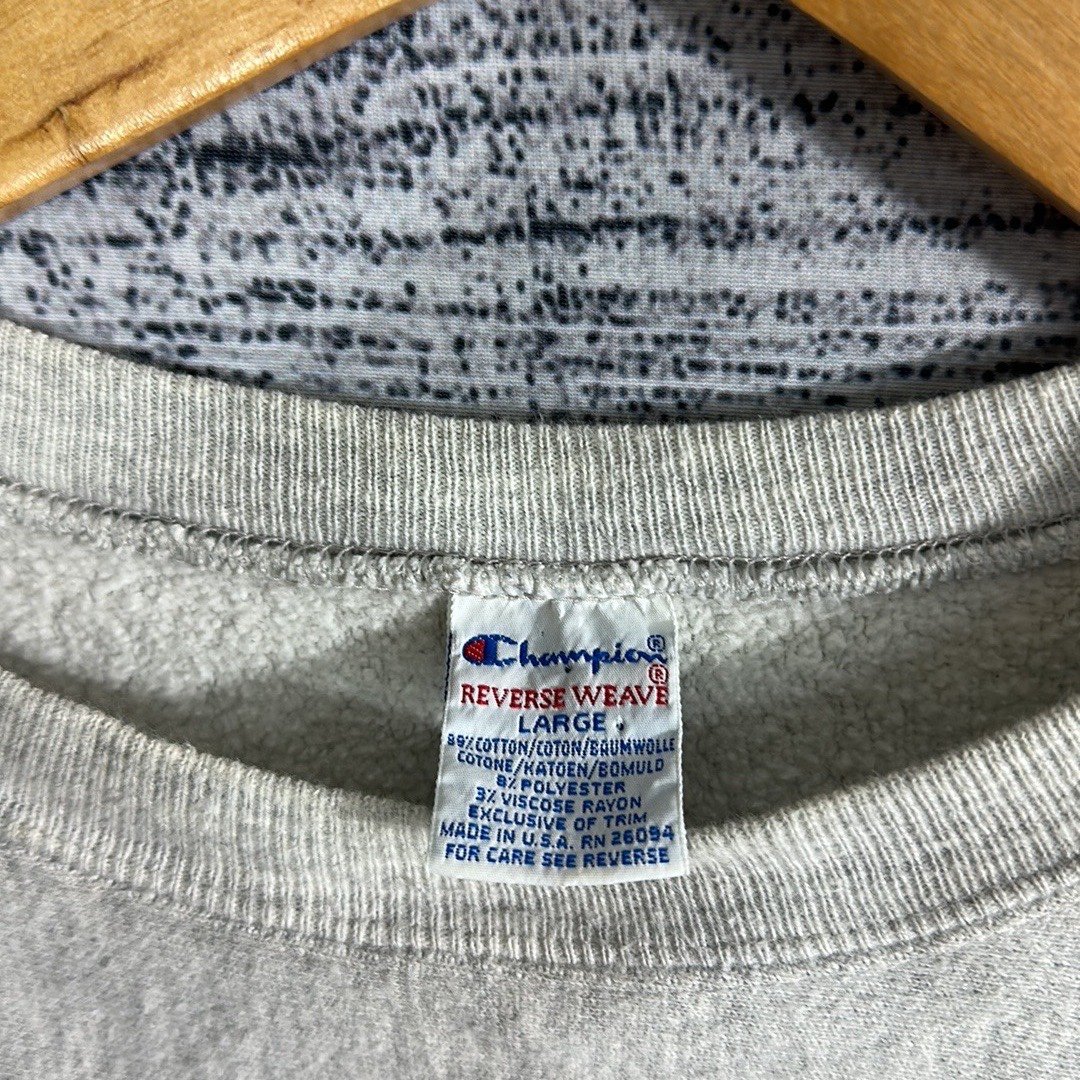 Champion®
REVERSE WEAVE®
LARGE
89% COTTON/COTON/BAUMWOLLE
COTONE/KATOEN/BOMULD
8% POLYESTER
3% VISCOSE RAYON
EXCLUSIVE OF TRIM
MADE IN U.S.A. RN 26094
FOR CARE SEE REVERSE